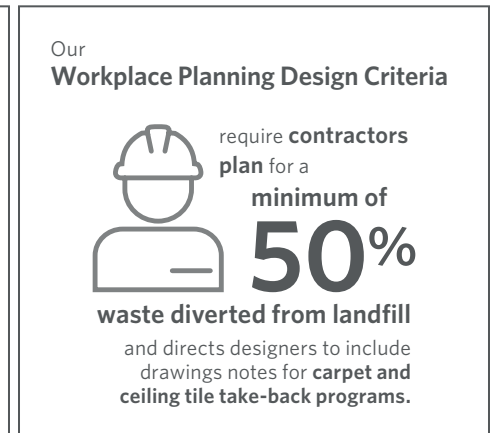 Our
Workplace Planning Design Criteria
require contractors
plan for a
minimum of
50%
waste diverted from landfill
and directs designers to include
drawings notes for carpet and
ceiling tile take-back programs.